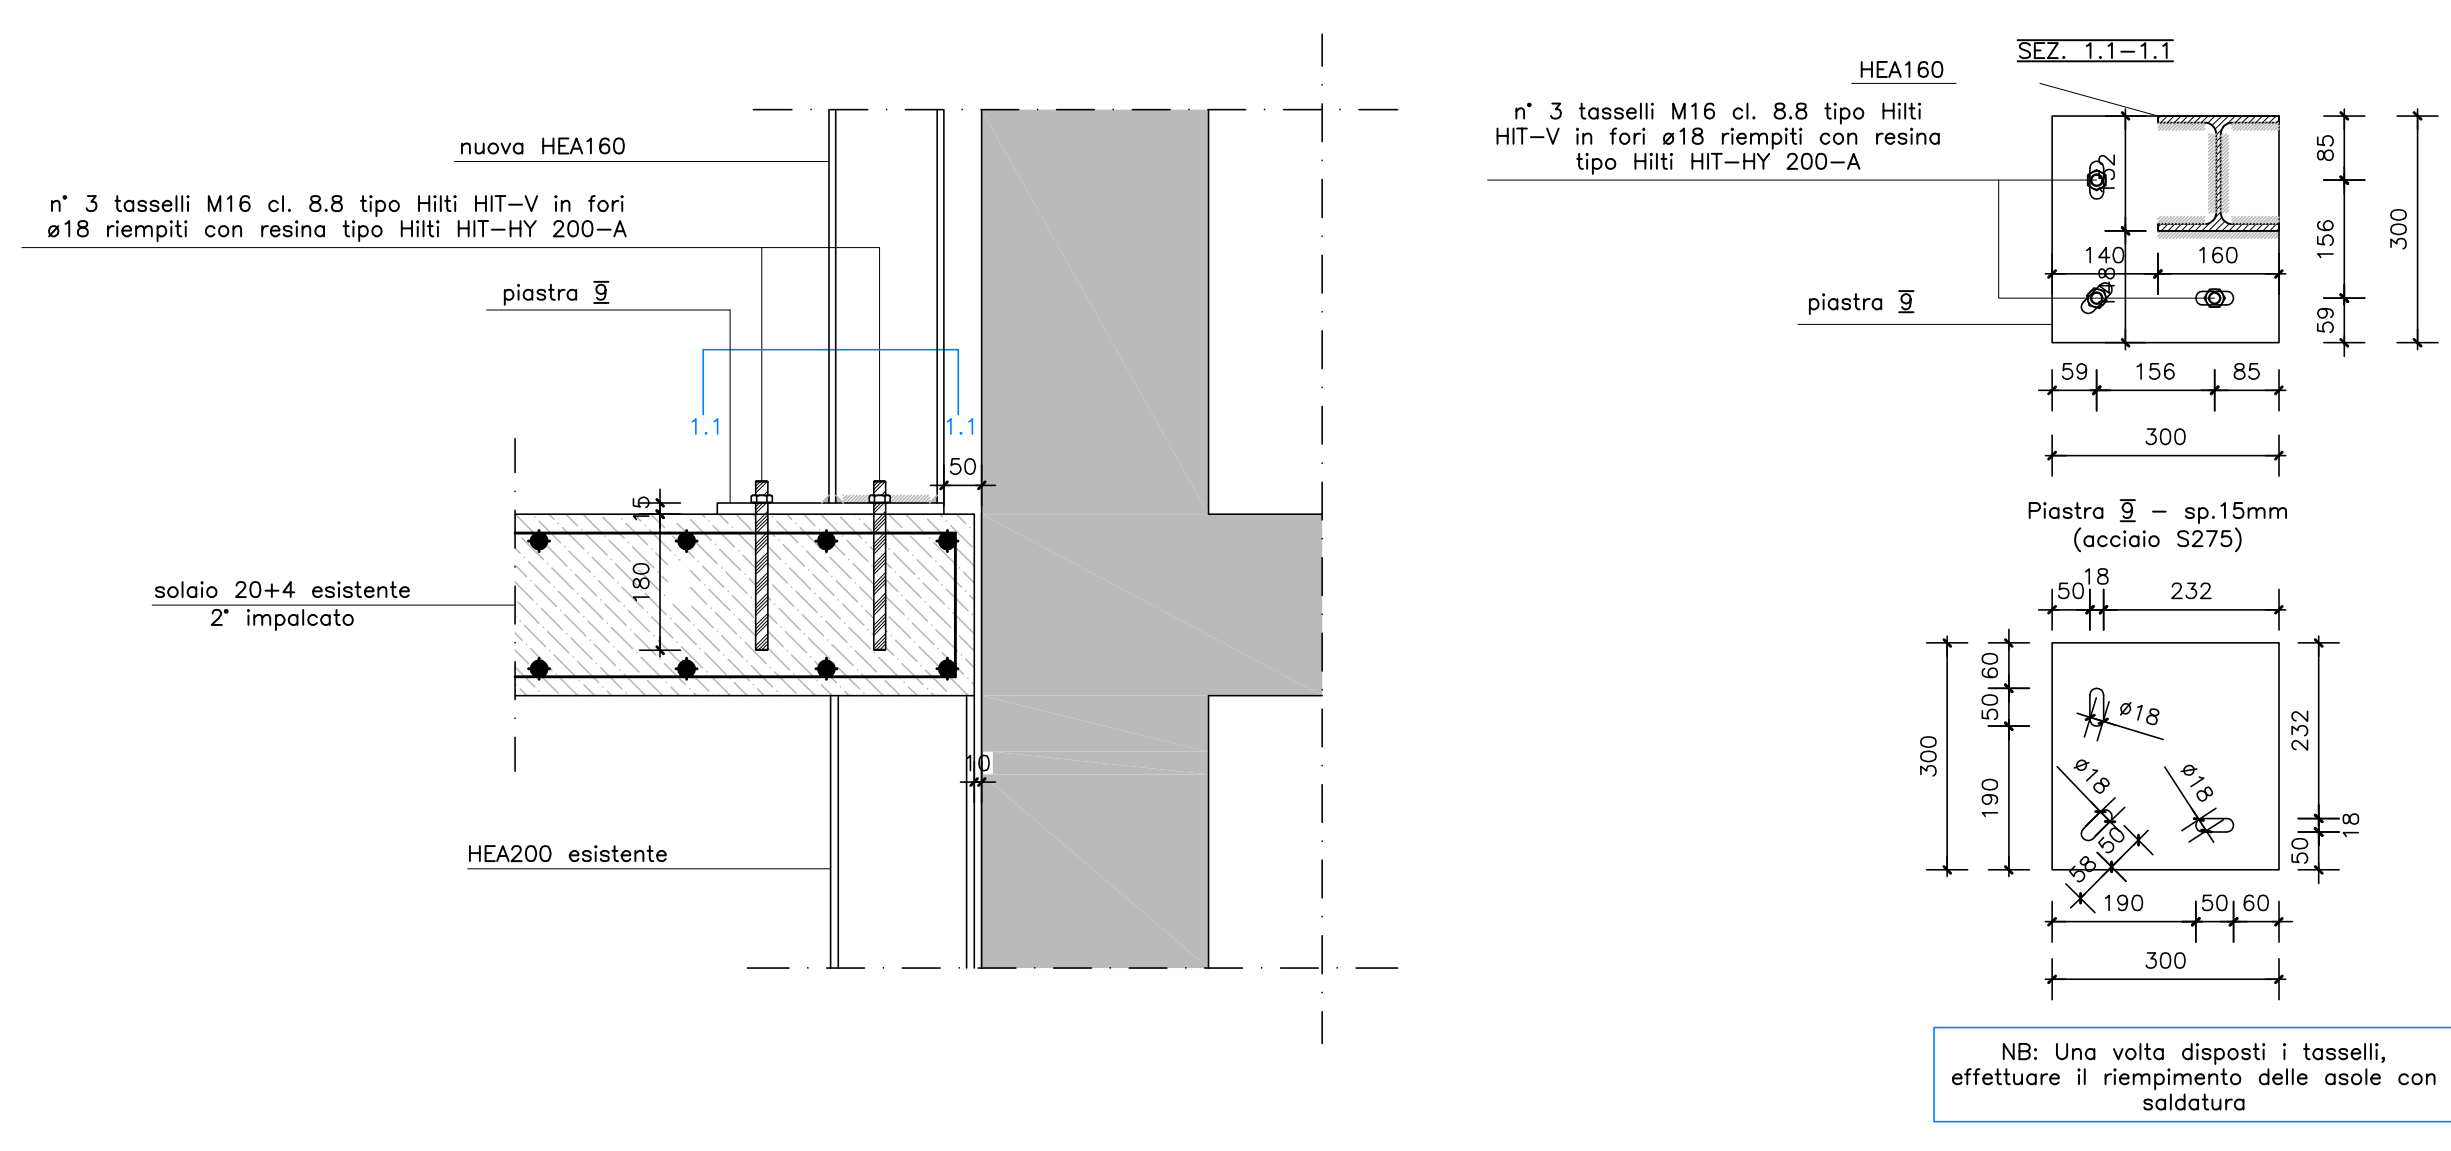 nuova HEA160
n° 3 tasselli M16 cl. 8.8 tipo Hilti HIT-V in fori
ø18 riempiti con resina tipo Hilti HIT-HY 200-A
piastra 9
1.1
1.1
50
15
180
solaio 20+4 esistente
2° impalcato
10
HEA200 esistente
SEZ. 1.1-1.1
HEA160
n° 3 tasselli M16 cl. 8.8 tipo Hilti
HIT-V in fori ø18 riempiti con resina
tipo Hilti HIT-HY 200-A
piastra 9
152
148
140
160
85
156
59
300
59
156
85
300
Piastra 9 - sp.15mm
(acciaio S275)
50
18
232
60
50
190
300
ø18
ø18
ø18
232
18
50
58
50
190
50
60
300
NB: Una volta disposti i tasselli,
effettuare il riempimento delle asole con
saldatura